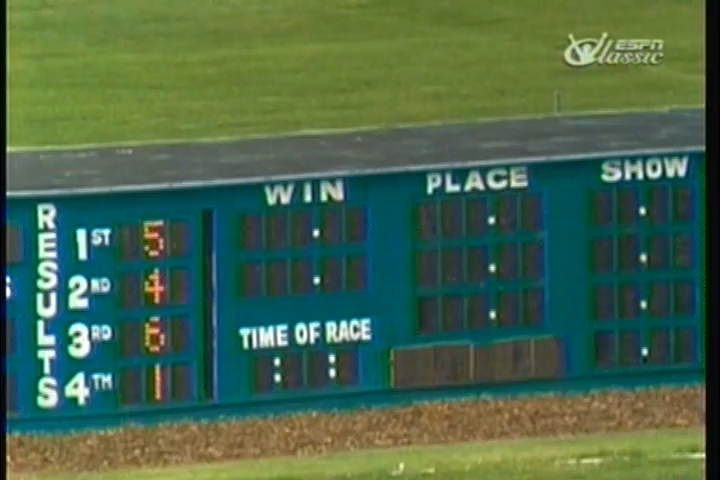 ESPN
Classic
WIN
PLACE
SHOW
RESULTS
1ST 5
2ND 4
3RD 6
4TH 1
TIME OF RACE